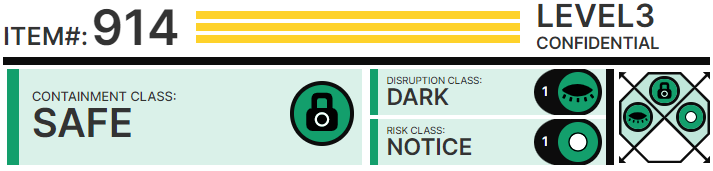 ITEM#: 914
LEVEL3
CONFIDENTIAL
CONTAINMENT CLASS:
SAFE
DISRUPTION CLASS:
DARK
1
RISK CLASS:
NOTICE
1